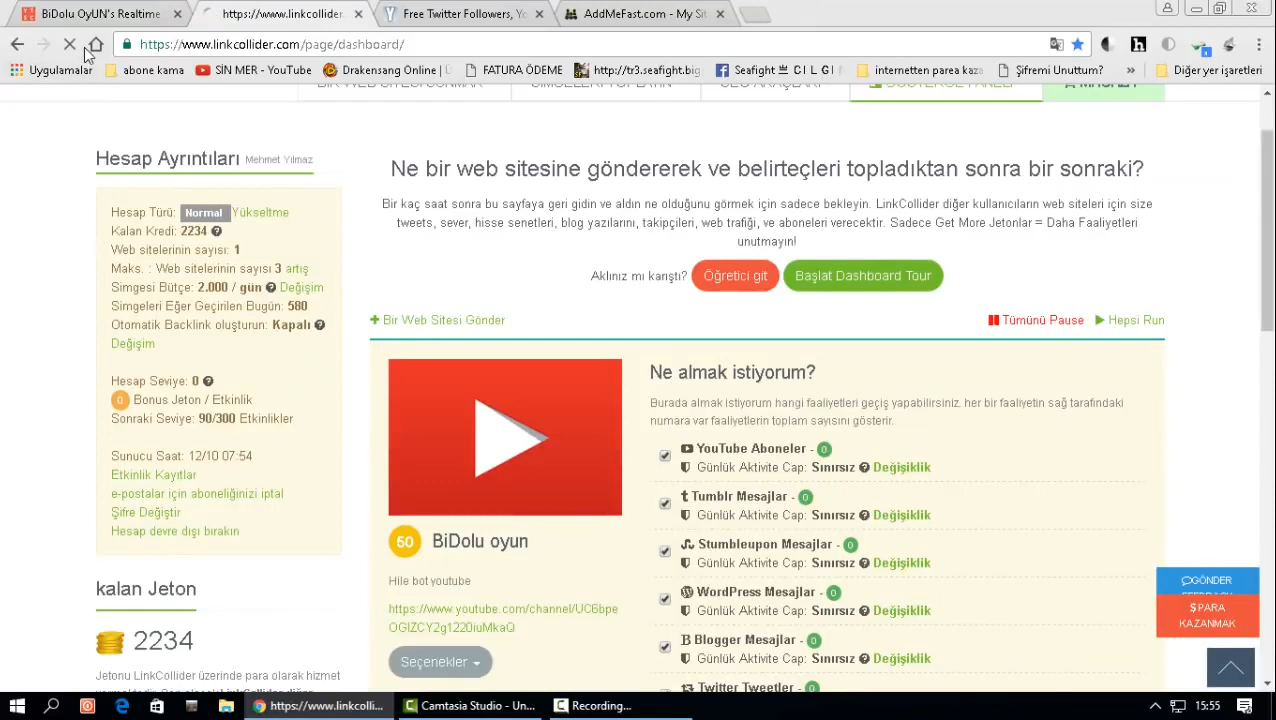 BiDolu OyUN's Realtime
https://www.linkcollider.
Free Twitter Followers, Yo
AddMeFast.com - My Sit
https://www.linkcollider.com/page/dashboard/
Uygulamalar
abone kama
SİN MER - YouTube
Drakensang Online |
FATURA ÖDEME
http://tr3.seafight.big
Seafight
internetten parea kaza
Şifremi Unuttum?
»
Diğer yer işaretleri
Hesap Ayrıntıları Mehmet Yılmaz
Hesap Türü: Normal Yükseltme
Kalan Kredi: 2234
Web sitelerinin sayısı: 1
Maks. : Web sitelerinin sayısı 3 artış
Simgesi Bütçe: 2.000 / gün Değişim
Simgeleri Eğer Geçirilen Bugün: 580
Otomatik Backlink oluşturun: Kapalı
Değişim
Hesap Seviye: 0
0 Bonus Jeton / Etkinlik
Sonraki Seviye: 90/300 Etkinlikler
Sunucu Saat: 12/10 07:54
Etkinlik Kayıtlar
e-postalar için aboneliğinizi iptal
Şifre Değiştir
Hesap devre dışı bırakın
kalan Jeton
2234
Jetonu LinkCollider üzerinde para olarak hizmet
Ne bir web sitesine göndererek ve belirteçleri topladıktan sonra bir sonraki?
Bir kaç saat sonra bu sayfaya geri gidin ve aldın ne olduğunu görmek için sadece bekleyin. LinkCollider diğer kullanıcıların web siteleri için size
tweets, sever, hisse senetleri, blog yazılarını, takipçileri, web trafiği, ve aboneleri verecektir. Sadece Get More Jetonlar = Daha Faaliyetleri
unutmayın!
Aklınız mı karıştı? Öğretici git Başlat Dashboard Tour
Bir Web Sitesi Gönder
Tümünü Pause
Hepsi Run
50 BiDolu oyun
Hile bot youtube
https://www.youtube.com/channel/UC6bpe
OGIZCY2g1220iuMkaQ
Seçenekler
Ne almak istiyorum?
Burada almak istiyorum hangi faaliyetleri geçiş yapabilirsiniz. her bir faaliyetin sağ tarafındaki
numara var faaliyetlerin toplam sayısını gösterir.
YouTube Aboneler - 0
Günlük Aktivite Cap: Sınırsız Değişiklik
Tumblr Mesajlar - 0
Günlük Aktivite Cap: Sınırsız Değişiklik
Stumbleupon Mesajlar - 0
Günlük Aktivite Cap: Sınırsız Değişiklik
WordPress Mesajlar - 0
Günlük Aktivite Cap: Sınırsız Değişiklik
Blogger Mesajlar - 0
Günlük Aktivite Cap: Sınırsız Değişiklik
Twitter Tweetler - 0
GÖNDER
$PARA
KAZANMAK
https://www.linkcolli...
Camtasia Studio - Un...
Recording...
15:55